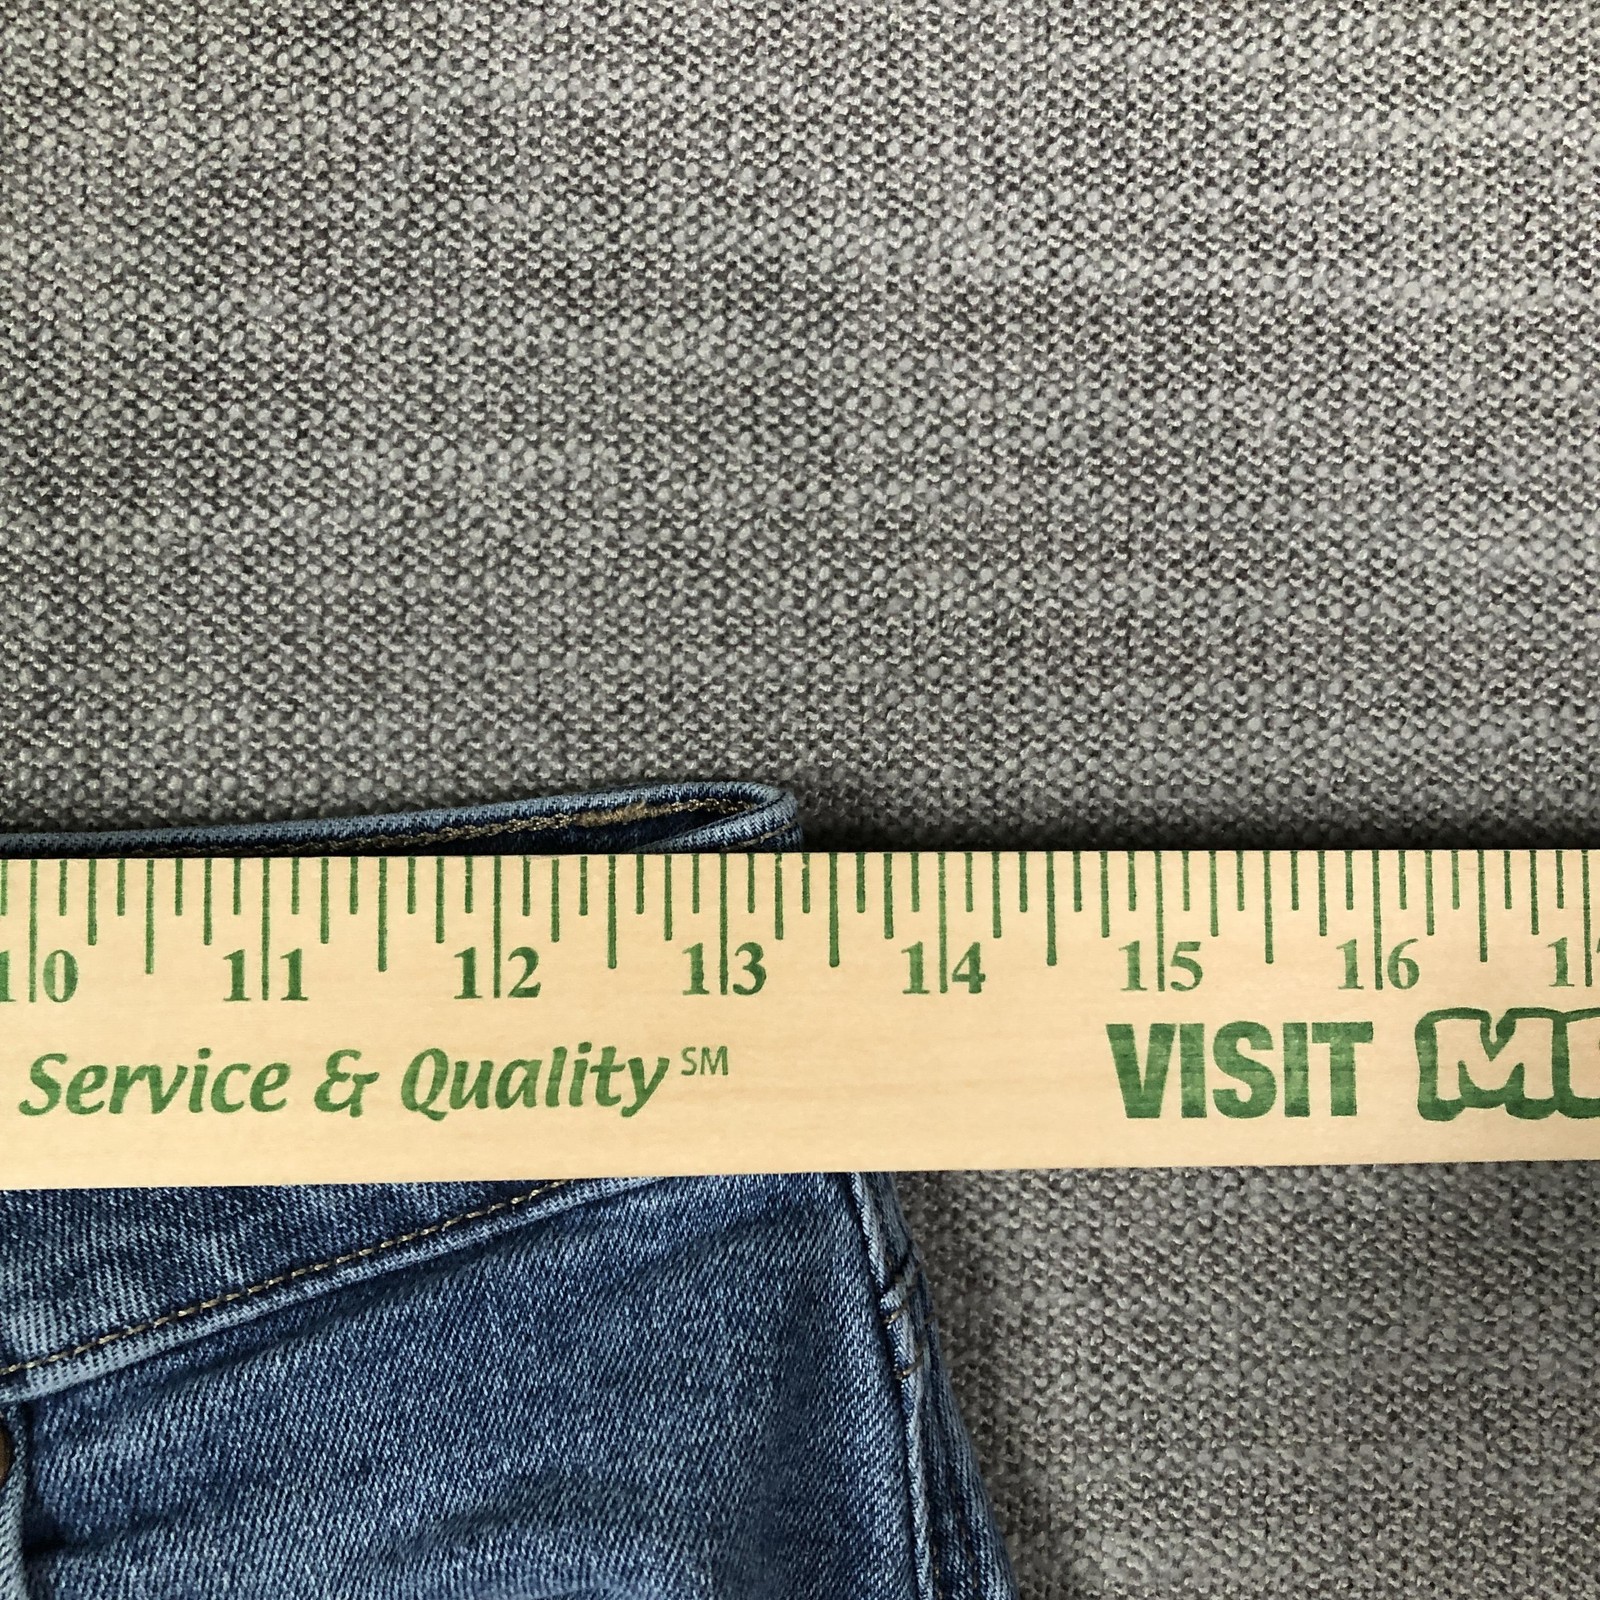 10 11 12 13 14 15 16
Service & Quality SM VISIT